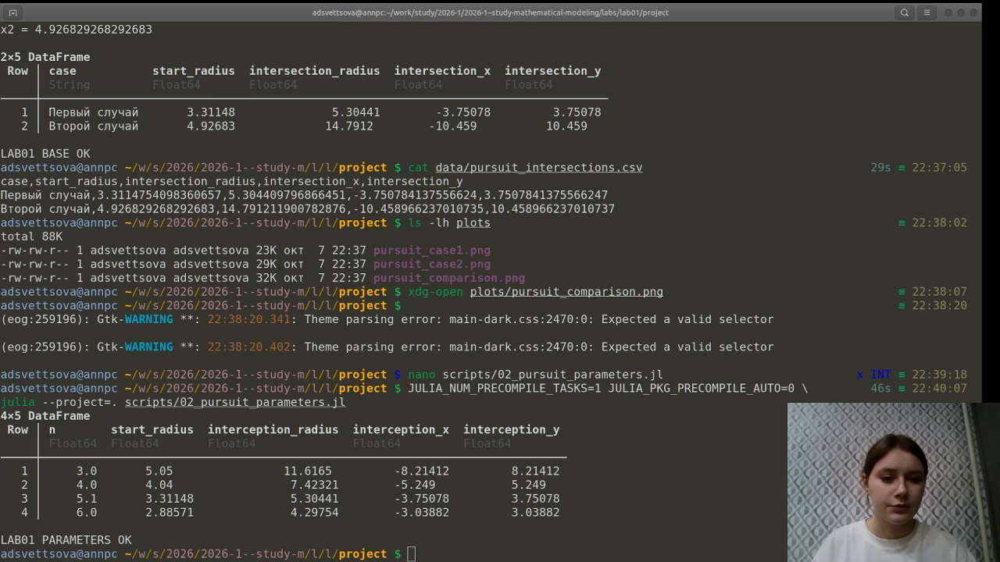 adsvettsova@annpc:~/work/study/2026-1/2026-1--study-mathematical-modeling/labs/lab01/project
x2 = 4.926829268292683
2×5 DataFrame
Row case start_radius intersection_radius intersection_x intersection_y
String Float64 Float64 Float64 Float64
1 Первый случай 3.31148 5.30441 -3.75078 3.75078
2 Второй случай 4.92683 14.7912 -10.459 10.459
LAB01 BASE OK
adsvettsova@annpc ~/w/s/2026/2026-1--study-m/l/l/project $ cat data/pursuit_intersections.csv 29s ≡ 22:37:05
case,start_radius,intersection_radius,intersection_x,intersection_y
Первый случай,3.3114754098360657,5.304409796866451,-3.750784137556624,3.7507841375566247
Второй случай,4.926829268292683,14.791211900782876,-10.458966237010735,10.458966237010737
adsvettsova@annpc ~/w/s/2026/2026-1--study-m/l/l/project $ ls -lh plots ≡ 22:38:02
total 88K
-rw-rw-r-- 1 adsvettsova adsvettsova 23K окт 7 22:37 pursuit_case1.png
-rw-rw-r-- 1 adsvettsova adsvettsova 29K окт 7 22:37 pursuit_case2.png
-rw-rw-r-- 1 adsvettsova adsvettsova 32K окт 7 22:37 pursuit_comparison.png
adsvettsova@annpc ~/w/s/2026/2026-1--study-m/l/l/project $ xdg-open plots/pursuit_comparison.png ≡ 22:38:07
adsvettsova@annpc ~/w/s/2026/2026-1--study-m/l/l/project $ ≡ 22:38:20
(eog:259196): Gtk-WARNING **: 22:38:20.341: Theme parsing error: main-dark.css:2470:0: Expected a valid selector
(eog:259196): Gtk-WARNING **: 22:38:20.402: Theme parsing error: main-dark.css:2470:0: Expected a valid selector
adsvettsova@annpc ~/w/s/2026/2026-1--study-m/l/l/project $ nano scripts/02_pursuit_parameters.jl x INT ≡ 22:39:18
adsvettsova@annpc ~/w/s/2026/2026-1--study-m/l/l/project $ JULIA_NUM_PRECOMPILE_TASKS=1 JULIA_PKG_PRECOMPILE_AUTO=0 \ 46s ≡ 22:40:07
julia --project=. scripts/02_pursuit_parameters.jl
4×5 DataFrame
Row n start_radius interception_radius interception_x interception_y
Float64 Float64 Float64 Float64 Float64
1 3.0 5.05 11.6165 -8.21412 8.21412
2 4.0 4.04 7.42321 -5.249 5.249
3 5.1 3.31148 5.30441 -3.75078 3.75078
4 6.0 2.88571 4.29754 -3.03882 3.03882
LAB01 PARAMETERS OK
adsvettsova@annpc ~/w/s/2026/2026-1--study-m/l/l/project $